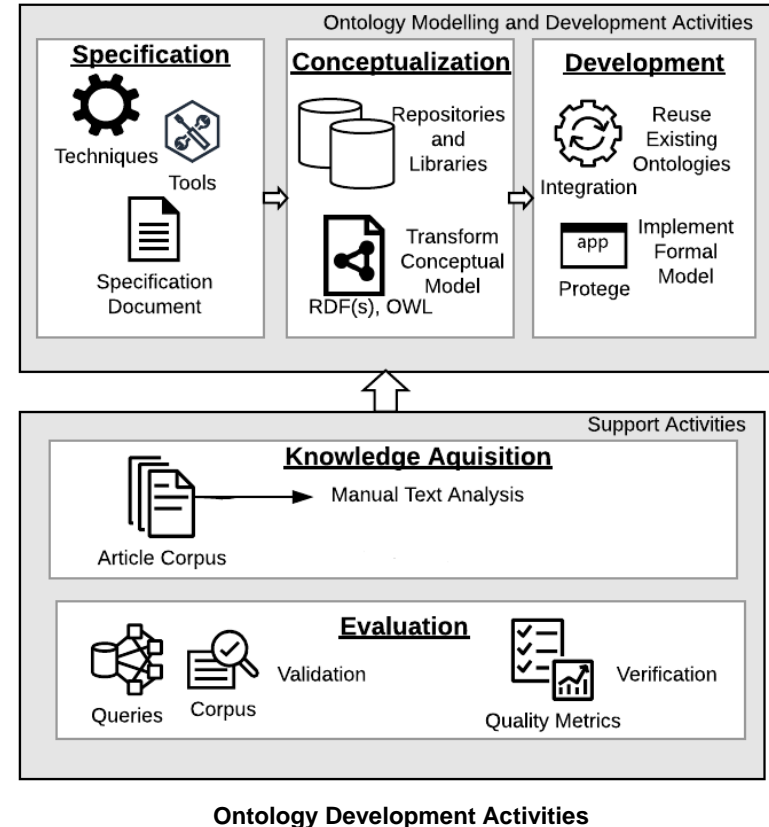 Ontology Modelling and Development Activities
Specification
Techniques
Tools
Specification
Document
Conceptualization
Repositories
and
Libraries
Transform
Conceptual
Model
RDF(s), OWL
Development
Reuse
Existing
Ontologies
Integration
app
Protege
Implement
Formal
Model
Support Activities
Knowledge Aquisition
Manual Text Analysis
Article Corpus
Evaluation
Queries
Corpus
Validation
Quality Metrics
Verification
Ontology Development Activities